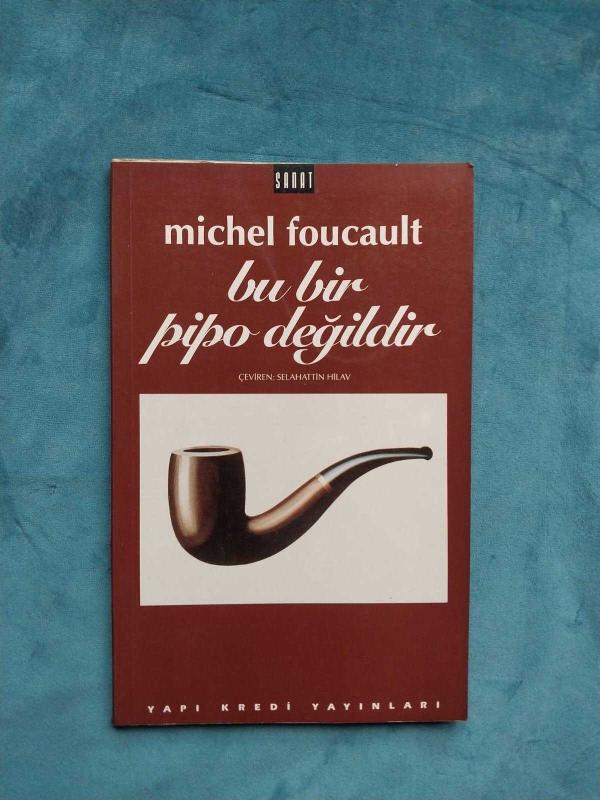 SANAT
michel foucault
bu bir
pipo değildir
ÇEVİREN: SELAHATTİN HİLAV
YAPI KREDİ YAYINLARI